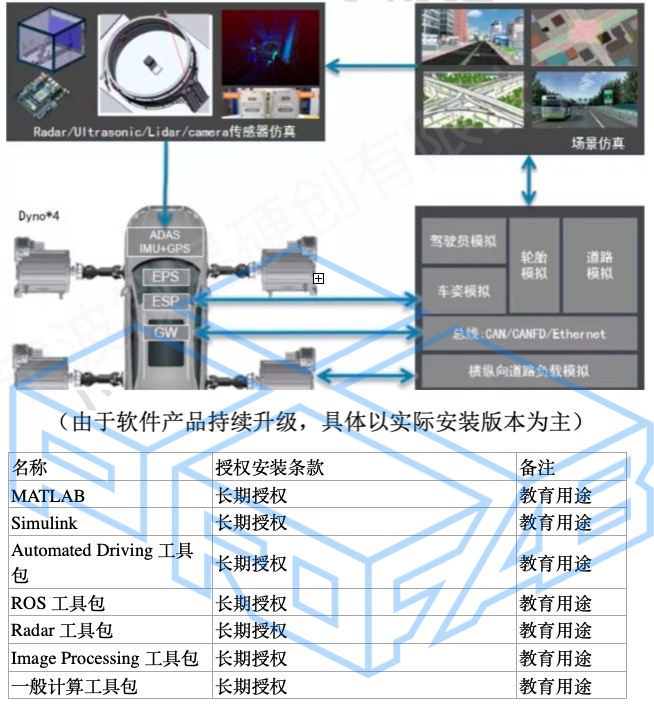 Radar/Ultrasonic/Lidar/camera传感器仿真
场景仿真
Dyno*4
ADAS
IMU+GPS
EPS
ESP
GW
驾驶员模拟
车姿模拟
轮胎
模拟
道路
模拟
总线:CAN/CANFD/Ethernet
横纵向道路负载模拟
（由于软件产品持续升级，具体以实际安装版本为主）
名称 授权安装条款 备注
MATLAB 长期授权 教育用途
Simulink 长期授权 教育用途
Automated Driving 工具
包 长期授权 教育用途
ROS 工具包 长期授权 教育用途
Radar 工具包 长期授权 教育用途
Image Processing 工具包 长期授权 教育用途
一般计算工具包 长期授权 教育用途